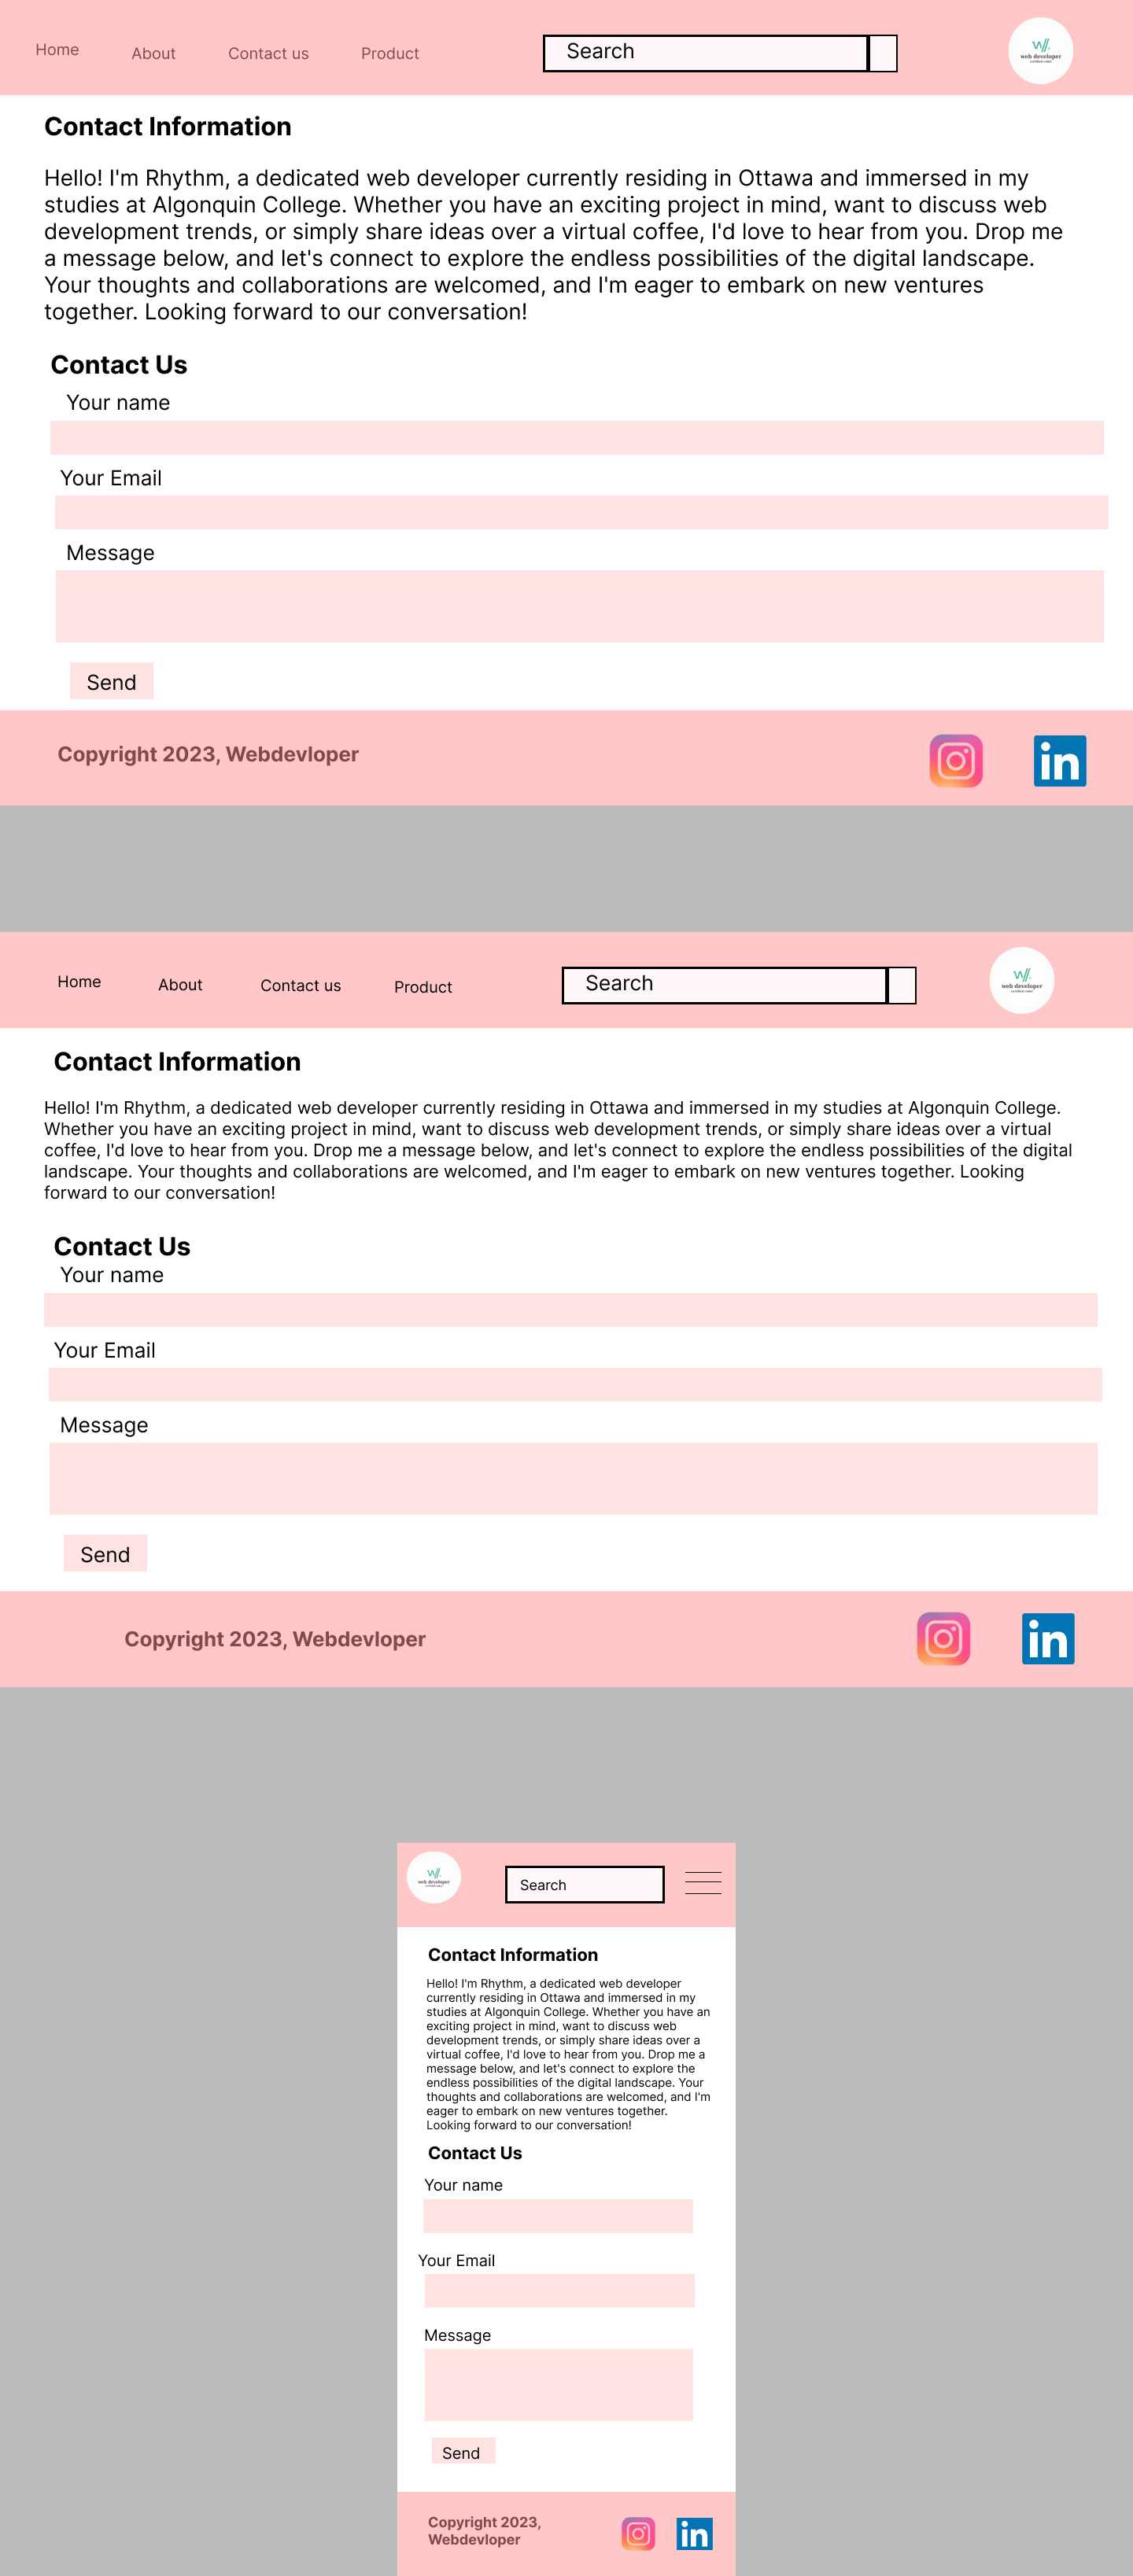 Home About Contact us Product Search
W//.
web developer
certified coder
Contact Information
Hello! I'm Rhythm, a dedicated web developer currently residing in Ottawa and immersed in my
studies at Algonquin College. Whether you have an exciting project in mind, want to discuss web
development trends, or simply share ideas over a virtual coffee, I'd love to hear from you. Drop me
a message below, and let's connect to explore the endless possibilities of the digital landscape.
Your thoughts and collaborations are welcomed, and I'm eager to embark on new ventures
together. Looking forward to our conversation!
Contact Us
Your name
Your Email
Message
Send
Copyright 2023, Webdevloper
in
Home About Contact us Product Search
W//.
web developer
certified coder
Contact Information
Hello! I'm Rhythm, a dedicated web developer currently residing in Ottawa and immersed in my studies at Algonquin College.
Whether you have an exciting project in mind, want to discuss web development trends, or simply share ideas over a virtual
coffee, I'd love to hear from you. Drop me a message below, and let's connect to explore the endless possibilities of the digital
landscape. Your thoughts and collaborations are welcomed, and I'm eager to embark on new ventures together. Looking
forward to our conversation!
Contact Us
Your name
Your Email
Message
Send
Copyright 2023, Webdevloper
in
W//.
web developer
Search
Contact Information
Hello! I'm Rhythm, a dedicated web developer
currently residing in Ottawa and immersed in my
studies at Algonquin College. Whether you have an
exciting project in mind, want to discuss web
development trends, or simply share ideas over a
virtual coffee, I'd love to hear from you. Drop me a
message below, and let's connect to explore the
endless possibilities of the digital landscape. Your
thoughts and collaborations are welcomed, and I'm
eager to embark on new ventures together.
Looking forward to our conversation!
Contact Us
Your name
Your Email
Message
Send
Copyright 2023,
Webdevloper
in